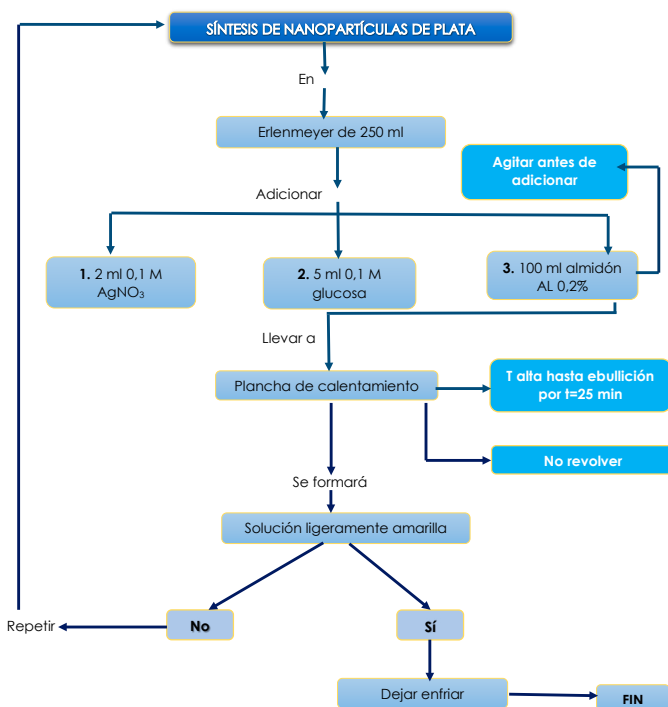 SÍNTESIS DE NANOPARTÍCULAS DE PLATA
En
Erlenmeyer de 250 ml
Agitar antes de
adicionar
Adicionar
1. 2 ml 0,1 M
AgNO₃
2. 5 ml 0,1 M
glucosa
3. 100 ml almidón
AL 0,2%
Llevar a
Plancha de calentamiento
T alta hasta ebullición
por t=25 min
No revolver
Se formará
Solución ligeramente amarilla
Repetir
No
Sí
Dejar enfriar
FIN